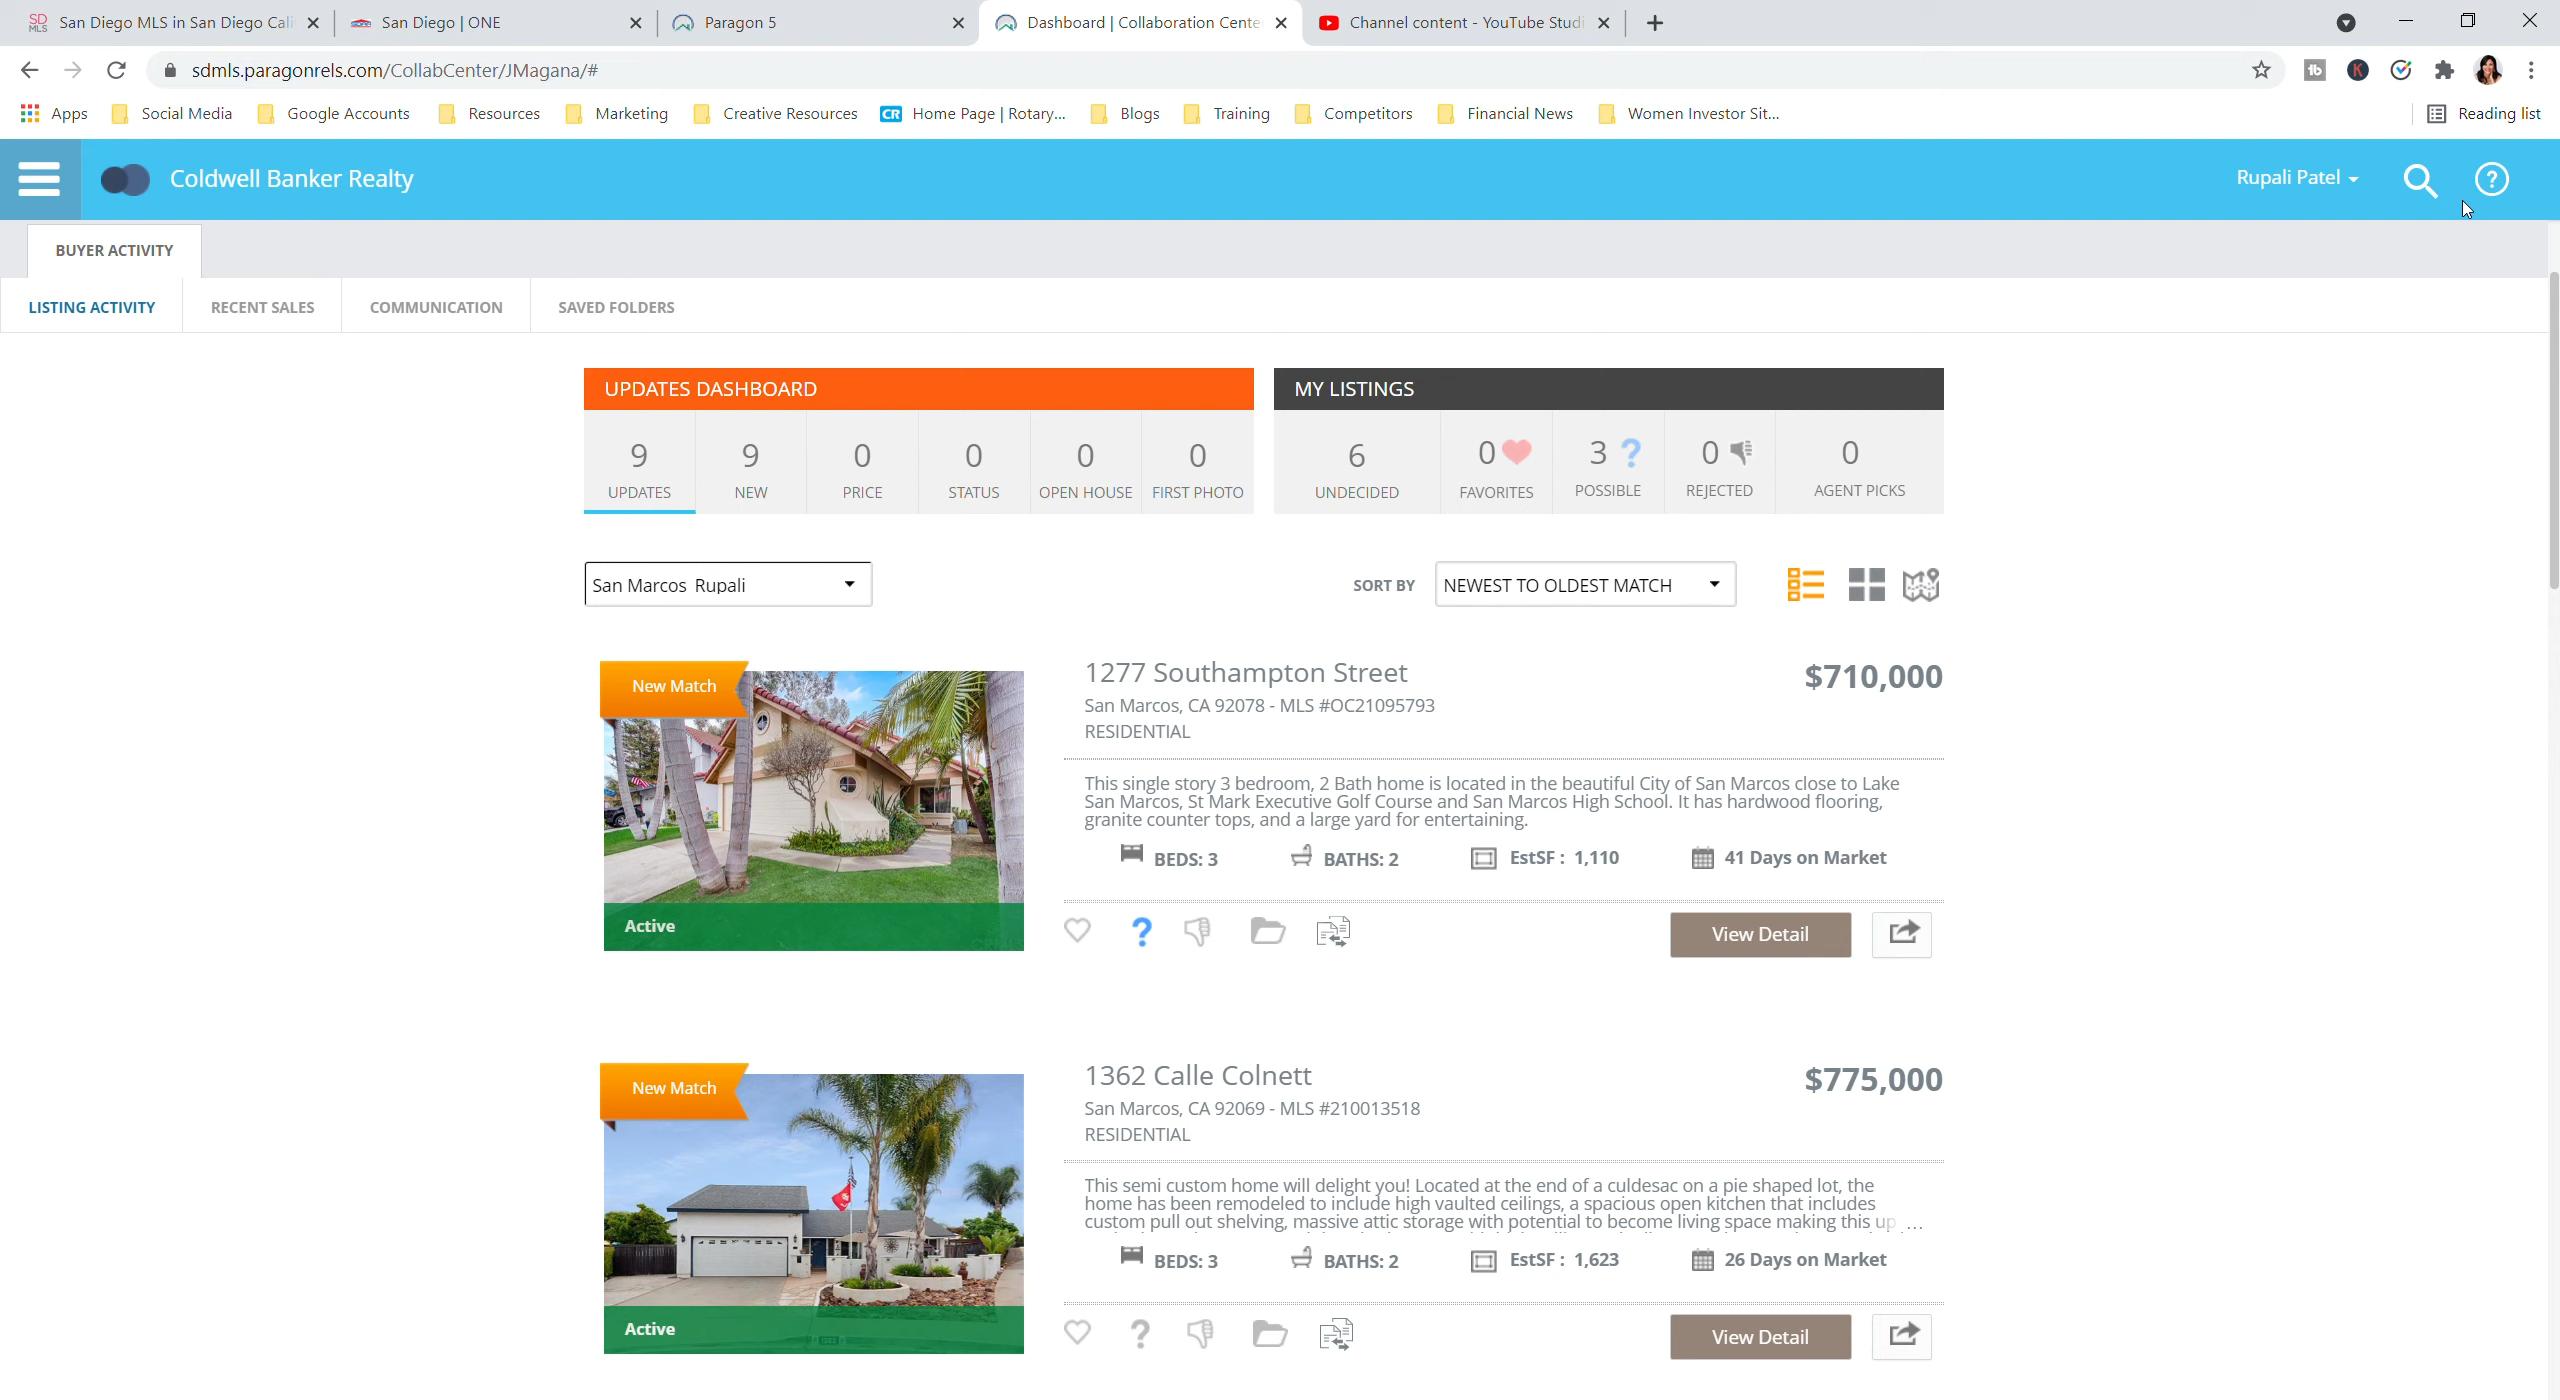 SD MLS San Diego MLS in San Diego Cali
San Diego | ONE
Paragon 5
Dashboard | Collaboration Cente
Channel content - YouTube Studi
sdmls.paragonrels.com/CollabCenter/JMagana/#
Apps
Social Media
Google Accounts
Resources
Marketing
Creative Resources
CR Home Page | Rotary...
Blogs
Training
Competitors
Financial News
Women Investor Sit...
Reading list
Coldwell Banker Realty
Rupali Patel
BUYER ACTIVITY
LISTING ACTIVITY
RECENT SALES
COMMUNICATION
SAVED FOLDERS
UPDATES DASHBOARD
9 9 0 0 0 0
UPDATES NEW PRICE STATUS OPEN HOUSE FIRST PHOTO
MY LISTINGS
6 0 3 ? 0 0
UNDECIDED FAVORITES POSSIBLE REJECTED AGENT PICKS
San Marcos Rupali
SORT BY NEWEST TO OLDEST MATCH
New Match
Active
1277 Southampton Street
$710,000
San Marcos, CA 92078 - MLS #OC21095793
RESIDENTIAL
This single story 3 bedroom, 2 Bath home is located in the beautiful City of San Marcos close to Lake
San Marcos, St Mark Executive Golf Course and San Marcos High School. It has hardwood flooring,
granite counter tops, and a large yard for entertaining.
BEDS: 3 BATHS: 2 EstSF : 1,110 41 Days on Market
? View Detail
New Match
Active
1362 Calle Colnett
$775,000
San Marcos, CA 92069 - MLS #210013518
RESIDENTIAL
This semi custom home will delight you! Located at the end of a culdesac on a pie shaped lot, the
home has been remodeled to include high vaulted ceilings, a spacious open kitchen that includes
custom pull out shelving, massive attic storage with potential to become living space making this up ...
BEDS: 3 BATHS: 2 EstSF : 1,623 26 Days on Market
? View Detail